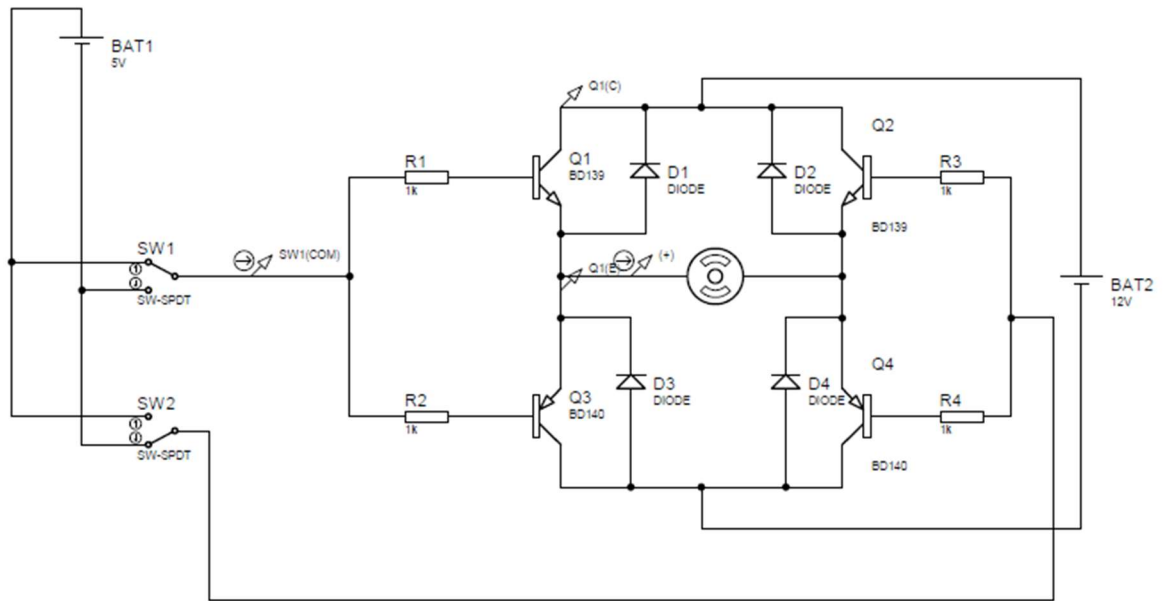 BAT1
5V
Q1(C)
Q2
R1
1k
Q1
BD139
D1
DIODE
D2
DIODE
R3
1k
BD139
SW1
SW-SPDT
SW1(COM)
Q1(E)
(+)
BAT2
12V
SW2
SW-SPDT
R2
1k
Q3
BD140
D3
DIODE
D4
DIODE
Q4
R4
1k
BD140